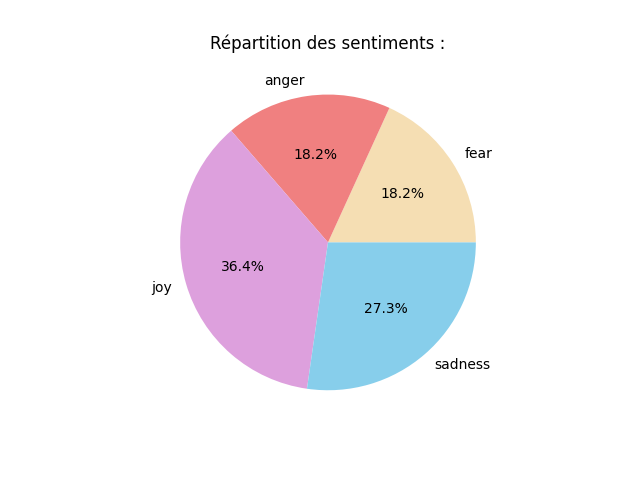 Répartition des sentiments :
anger
fear
18.2%
18.2%
36.4%
joy
27.3%
sadness